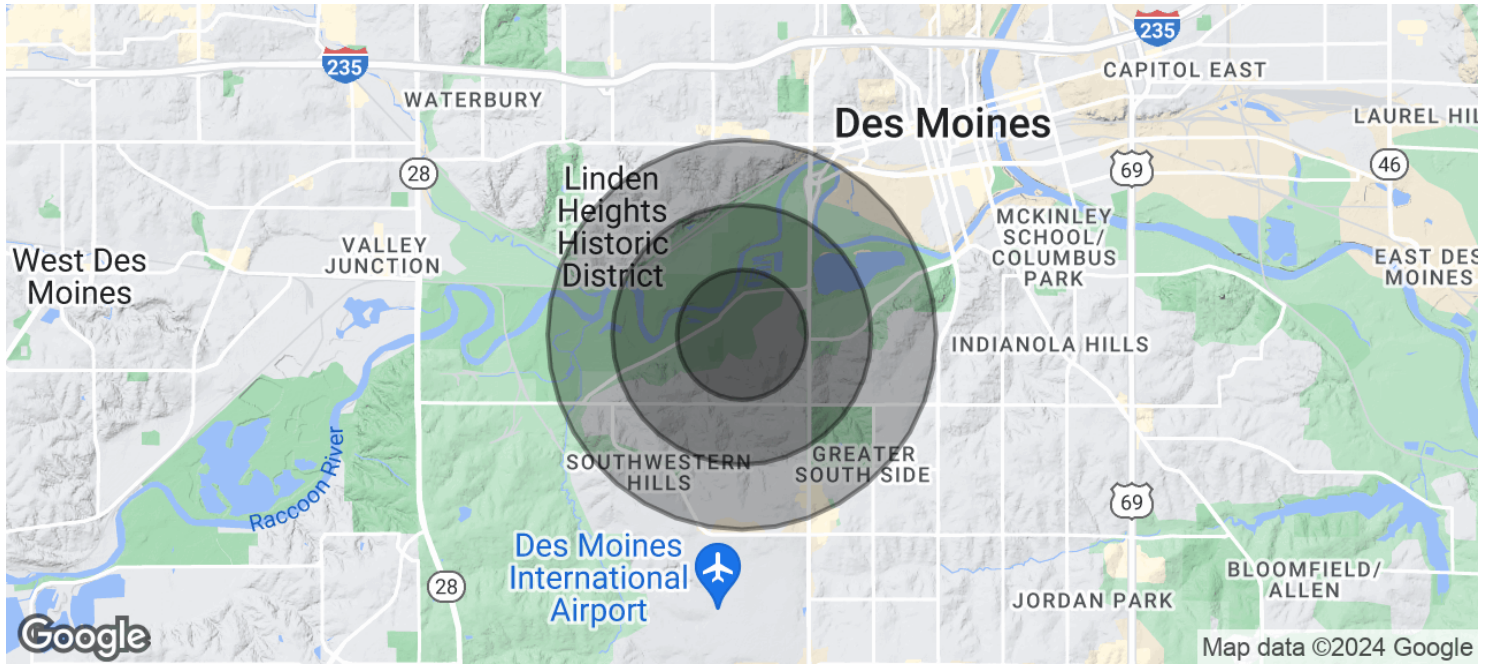 235
235
CAPITOL EAST
WATERBURY
Des Moines
LAUREL HIL
46
69
28
Linden
Heights
Historic
District
MCKINLEY
SCHOOL/
COLUMBUS
PARK
VALLEY
JUNCTION
West Des
Moines
EAST DES
MOINES
INDIANOLA HILLS
SOUTHWESTERN
HILLS
GREATER
SOUTH SIDE
Raccoon River
69
Des Moines
International
Airport
28
BLOOMFIELD/
ALLEN
JORDAN PARK
Google
Map data ©2024 Google